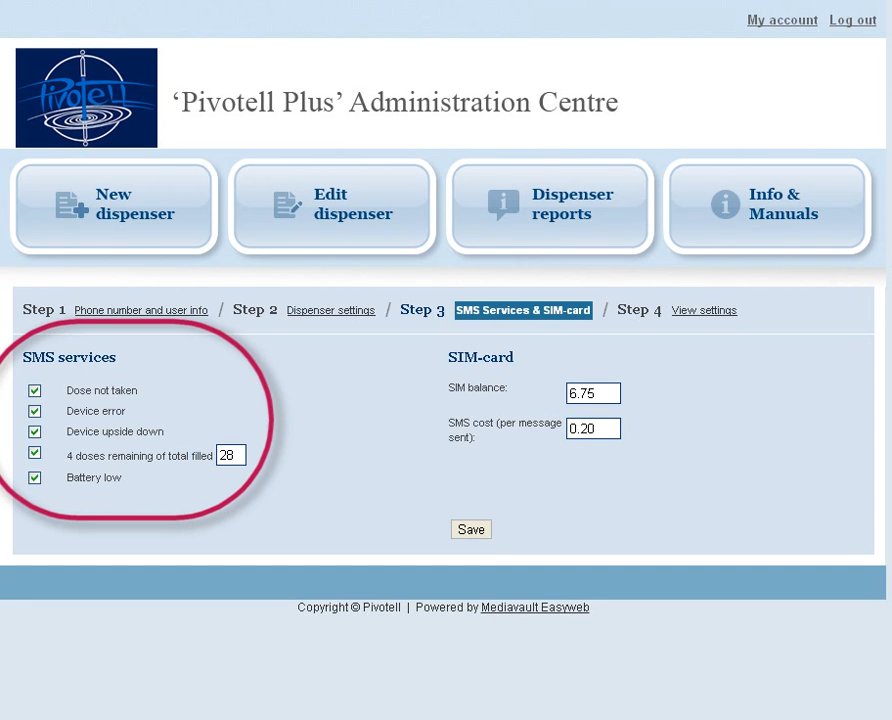 My account Log out
Pivotell
‘Pivotell Plus’ Administration Centre
New dispenser
Edit dispenser
Dispenser reports
Info & Manuals
Step 1 Phone number and user info / Step 2 Dispenser settings / Step 3 SMS Services & SIM-card / Step 4 View settings
SMS services
Dose not taken
Device error
Device upside down
4 doses remaining of total filled 28
Battery low
SIM-card
SIM balance: 6.75
SMS cost (per message sent): 0.20
Save
Copyright © Pivotell | Powered by Mediavault Easyweb